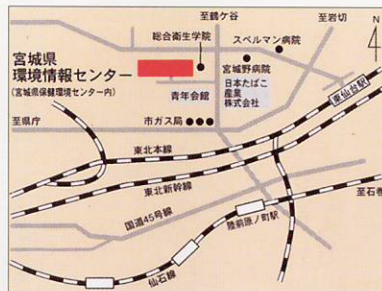 至鶴ケ谷
至岩切
N
スペルマン病院
総合衛生学院
宮城県
環境情報センター
(宮城県保健環境センター内)
宮城野病院
日本たばこ
産業
株式会社
青年会館
東仙台駅
至県庁
市ガス局
東北本線
東北新幹線
国道45号線
陸前原ノ町駅
至石巻
仙石線